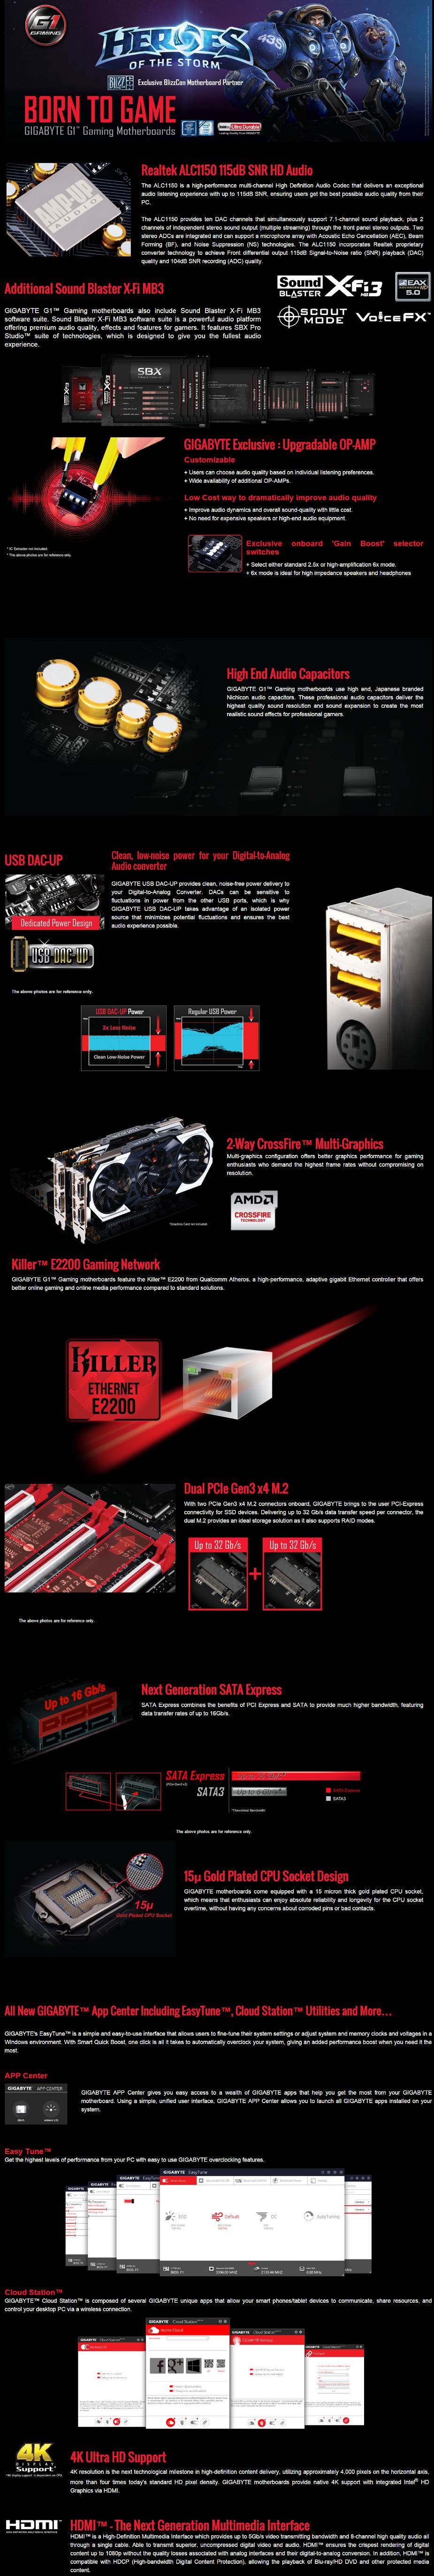 G1
GAMING
HEROES
OF THE STORM
BLIZZCON
Exclusive BlizzCon Motherboard Partner
BORN TO GAME
GIGABYTE G1™ Gaming Motherboards
Ultra Durable
Realtek ALC1150 115dB SNR HD Audio
The ALC1150 is a high-performance multi-channel High Definition Audio Codec that delivers an exceptional
audio listening experience with up to 115dB SNR, ensuring users get the best possible audio quality from their
PC.
The ALC1150 provides ten DAC channels that simultaneously support 7.1-channel sound playback, plus 2
channels of independent stereo sound output (multiple streaming) through the front panel stereo outputs. Two
stereo ADCs are integrated and can support a microphone array with Acoustic Echo Cancellation (AEC), Beam
Forming (BF), and Noise Suppression (NS) technologies. The ALC1150 incorporates Realtek proprietary
converter technology to achieve Front differential output 115dB Signal-to-Noise ratio (SNR) playback (DAC)
quality and 104dB SNR recording (ADC) quality.
AMP-UP
AUDIO
Additional Sound Blaster X-Fi MB3
GIGABYTE G1™ Gaming motherboards also include Sound Blaster X-Fi MB3
software suite. Sound Blaster X-Fi MB3 software suite is a powerful audio platform
offering premium audio quality, effects and features for gamers. It features SBX Pro
Studio™ suite of technologies, which is designed to give you the fullest audio
experience.
Sound
BLASTER
X-Fi
MB3
EAX
ADVANCED HD
5.0
SCOUT
MODE
VoiceFX™
SBX
GIGABYTE Exclusive : Upgradable OP-AMP
Customizable
+ Users can choose audio quality based on individual listening preferences.
+ Wide availability of additional OP-AMPs.
Low Cost way to dramatically improve audio quality
+ Improve audio dynamics and overall sound-quality with little cost.
+ No need for expensive speakers or high-end audio equipment.
* IC Extractor not included.
* The above photos are for reference only.
Exclusive onboard 'Gain Boost' selector
switches
+ Select either standard 2.5x or high-amplification 6x mode.
+ 6x mode is ideal for high impedance speakers and headphones
High End Audio Capacitors
GIGABYTE G1™ Gaming motherboards use high end, Japanese branded
Nichicon audio capacitors. These professional audio capacitors deliver the
highest quality sound resolution and sound expansion to create the most
realistic sound effects for professional gamers.
USB DAC-UP
Dedicated Power Design
USB DAC-UP
The above photos are for reference only.
Clean, low-noise power for your Digital-to-Analog
Audio converter
GIGABYTE USB DAC-UP provides clean, noise-free power delivery to
your Digital-to-Analog Converter. DACs can be sensitive to
fluctuations in power from the other USB ports, which is why
GIGABYTE USB DAC-UP takes advantage of an isolated power
source that minimizes potential fluctuations and ensures the best
audio experience possible.
USB DAC-UP Power
3x Less Noise
Clean Low-Noise Power
Regular USB Power
2-Way CrossFire™ Multi-Graphics
Multi-graphics configuration offers better graphics performance for gaming
enthusiasts who demand the highest frame rates without compromising on
resolution.
AMD
CROSSFIRE
TECHNOLOGY
*Graphics Card not included
Killer™ E2200 Gaming Network
GIGABYTE G1™ Gaming motherboards feature the Killer™ E2200 from Qualcomm Atheros, a high-performance, adaptive gigabit Ethernet controller that offers
better online gaming and online media performance compared to standard solutions.
KILLER
ETHERNET
E2200
Dual PCIe Gen3 x4 M.2
With two PCIe Gen3 x4 M.2 connectors onboard, GIGABYTE brings to the user PCI-Express
connectivity for SSD devices. Delivering up to 32 Gb/s data transfer speed per connector, the
dual M.2 provides an ideal storage solution as it also supports RAID modes.
Up to 32 Gb/s
+
Up to 32 Gb/s
The above photos are for reference only.
Next Generation SATA Express
SATA Express combines the benefits of PCI Express and SATA to provide much higher bandwidth, featuring
data transfer rates of up to 16Gb/s.
Up to 16 Gb/s
SATA Express
SATA3
Up to 6 Gb/s*
SATA Express
SATA3
*Theoretical Bandwidth
The above photos are for reference only.
15μ
Gold Plated CPU Socket
15μ Gold Plated CPU Socket Design
GIGABYTE motherboards come equipped with a 15 micron thick gold plated CPU socket,
which means that enthusiasts can enjoy absolute reliability and longevity for the CPU socket
overtime, without having any concerns about corroded pins or bad contacts.
All New GIGABYTE™ App Center Including EasyTune™, Cloud Station™ Utilities and More…
GIGABYTE's EasyTune™ is a simple and easy-to-use interface that allows users to fine-tune their system settings or adjust system and memory clocks and voltages in a
Windows environment. With Smart Quick Boost, one click is all it takes to automatically overclock your system, giving an added performance boost when you need it the
most.
APP Center
GIGABYTE APP CENTER
GIGABYTE APP Center gives you easy access to a wealth of GIGABYTE apps that help you get the most from your GIGABYTE
motherboard. Using a simple, unified user interface, GIGABYTE APP Center allows you to launch all GIGABYTE apps installed on your
system.
Easy Tune™
Get the highest levels of performance from your PC with easy to use GIGABYTE overclocking features.
GIGABYTE EasyTune
ECO
Default
OC
AutoTuning
Cloud Station™
GIGABYTE™ Cloud Station™ is composed of several GIGABYTE unique apps that allow your smart phones/tablet devices to communicate, share resources, and
control your desktop PC via a wireless connection.
GIGABYTE Cloud Station
4K
DISPLAY
Support*
4K Ultra HD Support
4K resolution is the next technological milestone in high-definition content delivery, utilizing approximately 4,000 pixels on the horizontal axis,
more than four times today's standard HD pixel density. GIGABYTE motherboards provide native 4K support with integrated Intel® HD
Graphics via HDMI.
HDMI™
HIGH-DEFINITION MULTIMEDIA INTERFACE
HDMI™ - The Next Generation Multimedia Interface
HDMI™ is a High-Definition Multimedia Interface which provides up to 5Gb/s video transmitting bandwidth and 8-channel high quality audio all
through a single cable. Able to transmit superior, uncompressed digital video and audio. HDMI™ ensures the crispest rendering of digital
content up to 1080p without the quality losses associated with analog interfaces and their digital-to-analog conversion. In addition, HDMI™ is
compatible with HDCP (High-bandwidth Digital Content Protection), allowing the playback of Blu-ray/HD DVD and other protected media
content.